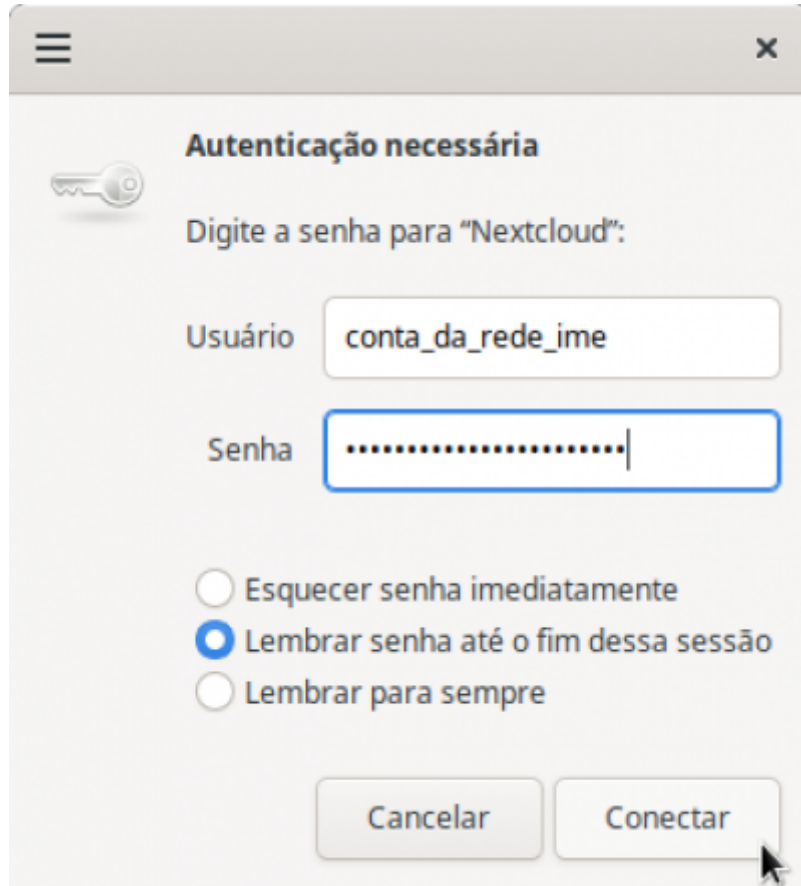 Autenticação necessária
Digite a senha para “Nextcloud”:
Usuário conta_da_rede_ime
Senha •••••••••••••••••••••••
Esquecer senha imediatamente
Lembrar senha até o fim dessa sessão
Lembrar para sempre
Cancelar Conectar